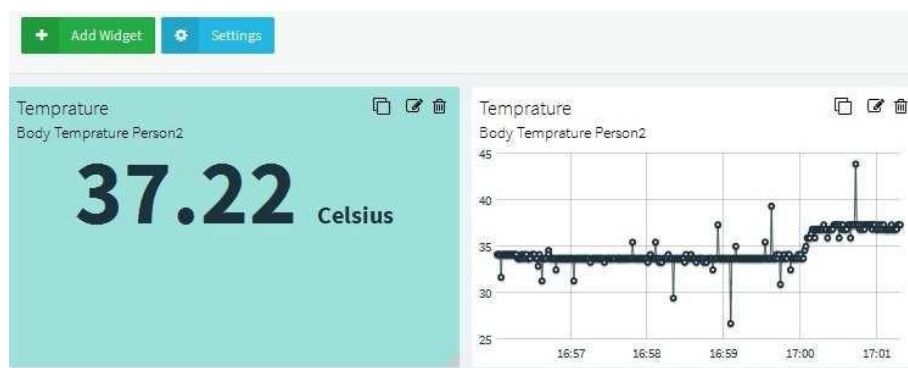 Add Widget Settings
Temprature
Body Temprature Person2
37.22 Celsius
Temprature
Body Temprature Person2
45
40
35
30
25
16:57 16:58 16:59 17:00 17:01